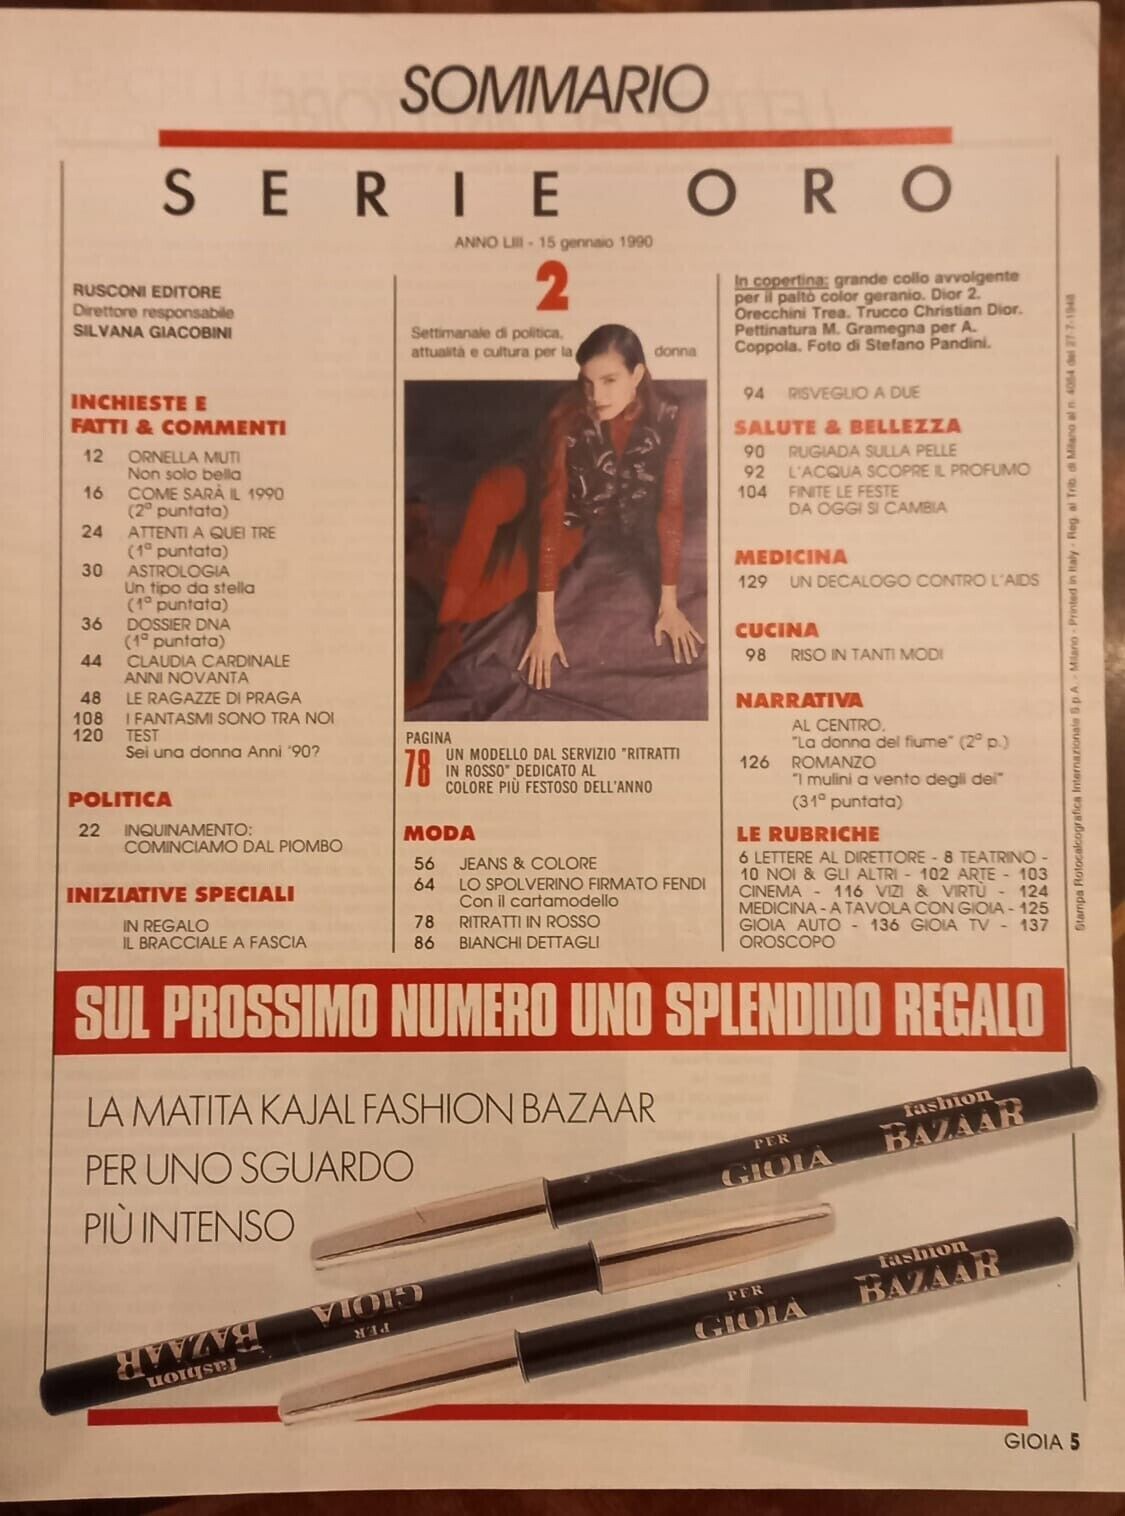 SOMMARIO
SERIE ORO
ANNO LIII - 15 gennaio 1990
RUSCONI EDITORE
Direttore responsabile
SILVANA GIACOBINI
INCHIESTE E
FATTI & COMMENTI
12 ORNELLA MUTI
Non solo bella
16 COME SARÀ IL 1990
(2ª puntata)
24 ATTENTI A QUEI TRE
(1ª puntata)
30 ASTROLOGIA
Un tipo da stella
(1ª puntata)
36 DOSSIER DNA
(1ª puntata)
44 CLAUDIA CARDINALE
ANNI NOVANTA
48 LE RAGAZZE DI PRAGA
108 I FANTASMI SONO TRA NOI
120 TEST
Sei una donna Anni '90?
POLITICA
22 INQUINAMENTO:
COMINCIAMO DAL PIOMBO
INIZIATIVE SPECIALI
IN REGALO
IL BRACCIALE A FASCIA
2
Settimanale di politica,
attualità e cultura per la donna
PAGINA
78 UN MODELLO DAL SERVIZIO "RITRATTI
IN ROSSO" DEDICATO AL
COLORE PIÙ FESTOSO DELL'ANNO
MODA
56 JEANS & COLORE
64 LO SPOLVERINO FIRMATO FENDI
Con il cartamodello
78 RITRATTI IN ROSSO
86 BIANCHI DETTAGLI
In copertina: grande collo avvolgente
per il paltò color geranio. Dior 2.
Orecchini Trea. Trucco Christian Dior.
Pettinatura M. Gramegna per A.
Coppola. Foto di Stefano Pandini.
94 RISVEGLIO A DUE
SALUTE & BELLEZZA
90 RUGIADA SULLA PELLE
92 L'ACQUA SCOPRE IL PROFUMO
104 FINITE LE FESTE
DA OGGI SI CAMBIA
MEDICINA
129 UN DECALOGO CONTRO L'AIDS
CUCINA
98 RISO IN TANTI MODI
NARRATIVA
AL CENTRO,
"La donna del fiume" (2ª p.)
126 ROMANZO
"I mulini a vento degli dei"
(31ª puntata)
LE RUBRICHE
6 LETTERE AL DIRETTORE - 8 TEATRINO -
10 NOI & GLI ALTRI - 102 ARTE - 103
CINEMA - 116 VIZI & VIRTÙ - 124
MEDICINA - A TAVOLA CON GIOIA - 125
GIOIA AUTO - 136 GIOIA TV - 137
OROSCOPO
Stampa Rotocalcografica Internazionale S.p.A. - Milano - Printed in Italy - Reg. al Trib. di Milano al n. 4054 del 27-7-1948
SUL PROSSIMO NUMERO UNO SPLENDIDO REGALO
LA MATITA KAJAL FASHION BAZAAR
PER UNO SGUARDO
PIÙ INTENSO
PER GIOIA fashion BAZAAR
PER GIOIA fashion BAZAAR
PER GIOIA fashion BAZAAR
GIOIA 5